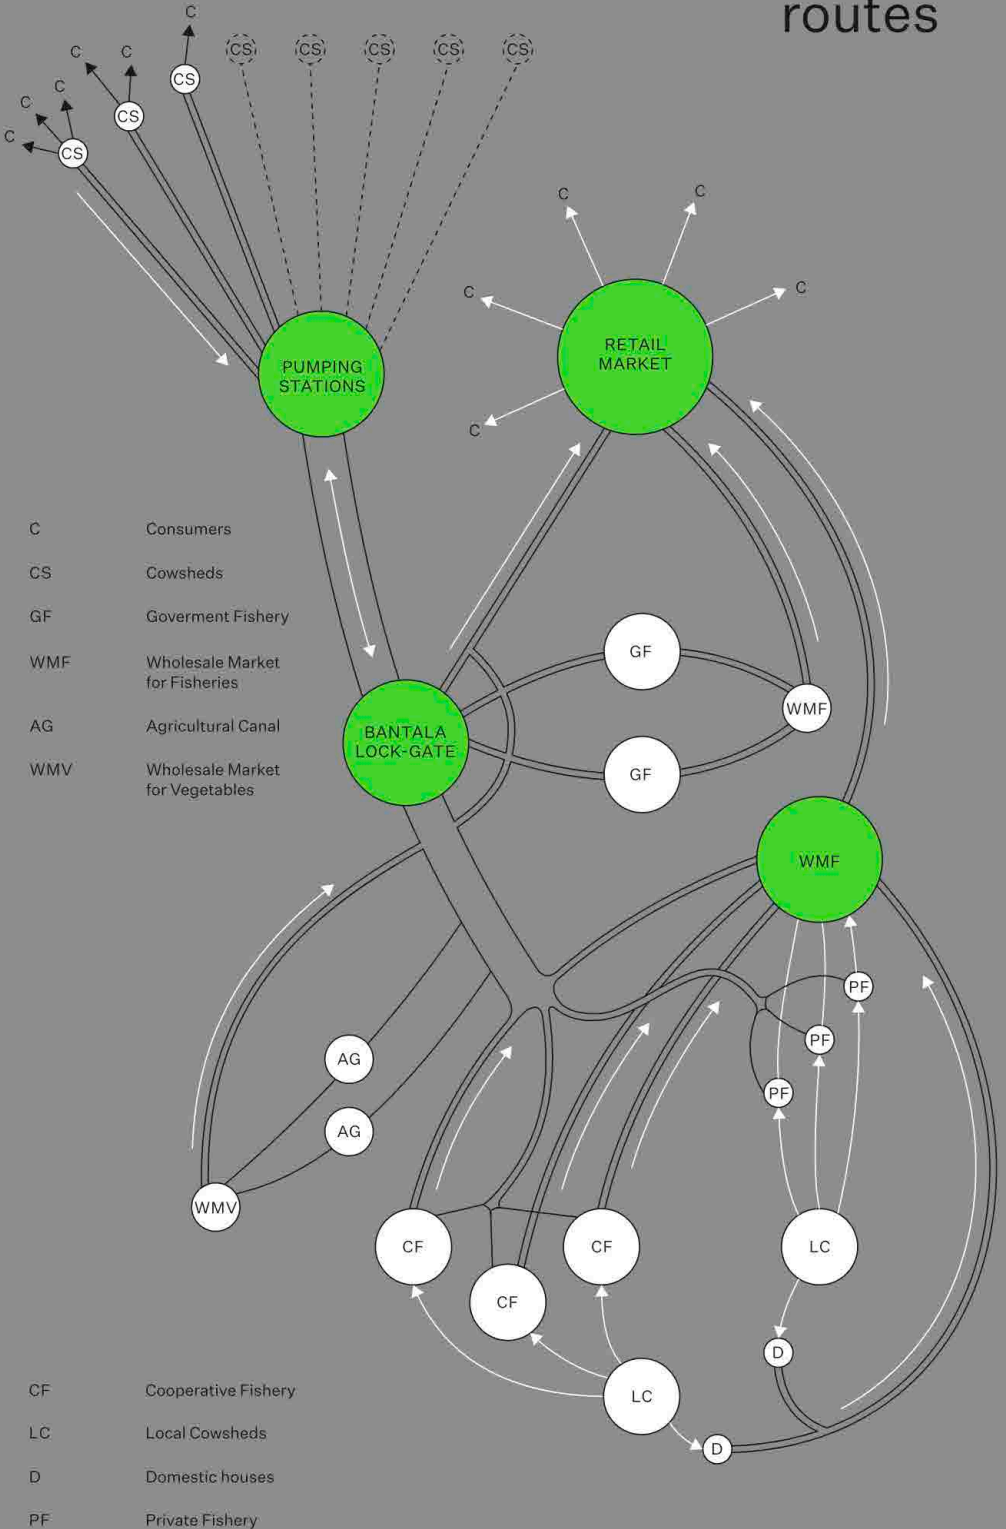 routes
C
CS
CS
CS
CS
CS
C
C
CS
C
CS
C
C
CS
C
C
C
C
C
RETAIL
MARKET
PUMPING
STATIONS
C
C Consumers
CS Cowsheds
GF Goverment Fishery
WMF Wholesale Market
for Fisheries
AG Agricultural Canal
WMV Wholesale Market
for Vegetables
GF
WMF
BANTALA
LOCK-GATE
GF
WMF
PF
PF
AG
PF
AG
WMV
CF
CF
LC
CF
D
LC
D
CF Cooperative Fishery
LC Local Cowsheds
D Domestic houses
PF Private Fishery